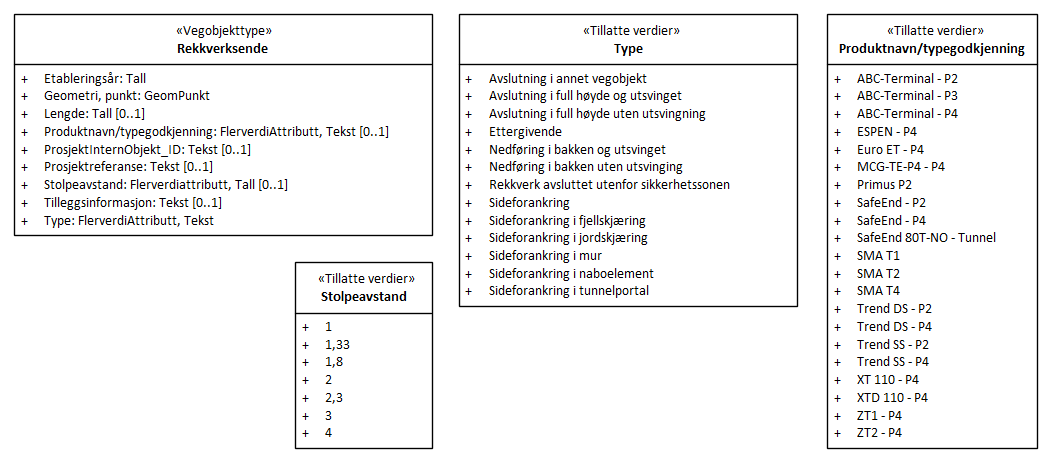 «Vegobjekttype»
Rekkverksende
+ Etableringsår: Tall
+ Geometri, punkt: GeomPunkt
+ Lengde: Tall [0..1]
+ Produktnavn/typegodkjenning: FlerverdiAttributt, Tekst [0..1]
+ ProsjektInternObjekt_ID: Tekst [0..1]
+ Prosjektreferanse: Tekst [0..1]
+ Stolpeavstand: Flerverdiattributt, Tall [0..1]
+ Tilleggsinformasjon: Tekst [0..1]
+ Type: FlerverdiAttributt, Tekst
«Tillatte verdier»
Stolpeavstand
+ 1
+ 1,33
+ 1,8
+ 2
+ 2,3
+ 3
+ 4
«Tillatte verdier»
Type
+ Avslutning i annet vegobjekt
+ Avslutning i full høyde og utsvinget
+ Avslutning i full høyde uten utsvingning
+ Ettergivende
+ Nedføring i bakken og utsvinget
+ Nedføring i bakken uten utsvinging
+ Rekkverk avsluttet utenfor sikkerhetssonen
+ Sideforankring
+ Sideforankring i fjellskjæring
+ Sideforankring i jordskjæring
+ Sideforankring i mur
+ Sideforankring i naboelement
+ Sideforankring i tunnelportal
«Tillatte verdier»
Produktnavn/typegodkjenning
+ ABC-Terminal - P2
+ ABC-Terminal - P3
+ ABC-Terminal - P4
+ ESPEN - P4
+ Euro ET - P4
+ MCG-TE-P4 - P4
+ Primus P2
+ SafeEnd - P2
+ SafeEnd - P4
+ SafeEnd 80T-NO - Tunnel
+ SMA T1
+ SMA T2
+ SMA T4
+ Trend DS - P2
+ Trend DS - P4
+ Trend SS - P2
+ Trend SS - P4
+ XT 110 - P4
+ XTD 110 - P4
+ ZT1 - P4
+ ZT2 - P4